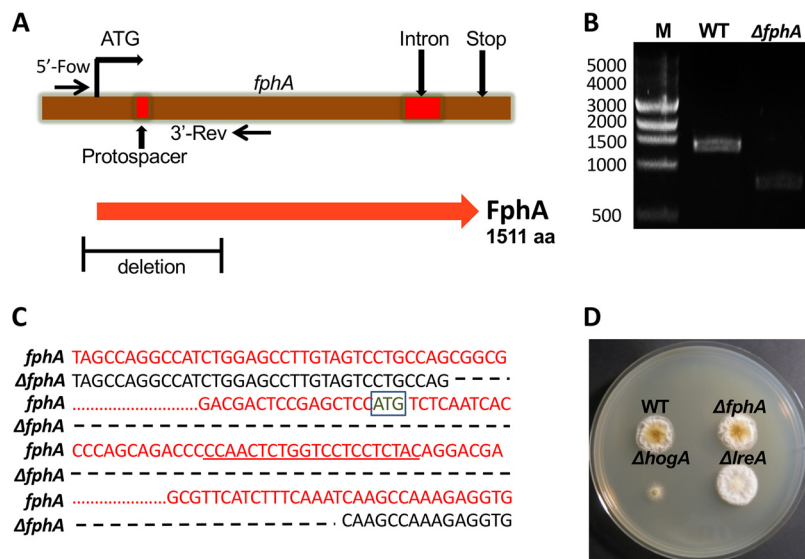 A
ATG
Intron
Stop
5'-Fow
fphA
3'-Rev
Protospacer
FphA
1511 aa
deletion
B
M WT ΔfphA
5000
4000
3000
2000
1500
1000
500
C
fphA TAGCCAGGCCATCTGGAGCCTTGTAGTCCTGCCAGCGGCG
ΔfphA TAGCCAGGCCATCTGGAGCCTTGTAGTCCTGCCAG
fphA ............................GACGACTCCGAGCTCCATG TCTCAATCAC
ΔfphA
fphA CCCAGCAGACCCCCAACTCTGGTCCTCCTCTACAGGACGA
ΔfphA
fphA .....................GCGTTCATCTTTCAAATCAAGCCAAAGAGGTG
ΔfphA CAAGCCAAAGAGGTG
D
WT ΔfphA
ΔhogA ΔlreA